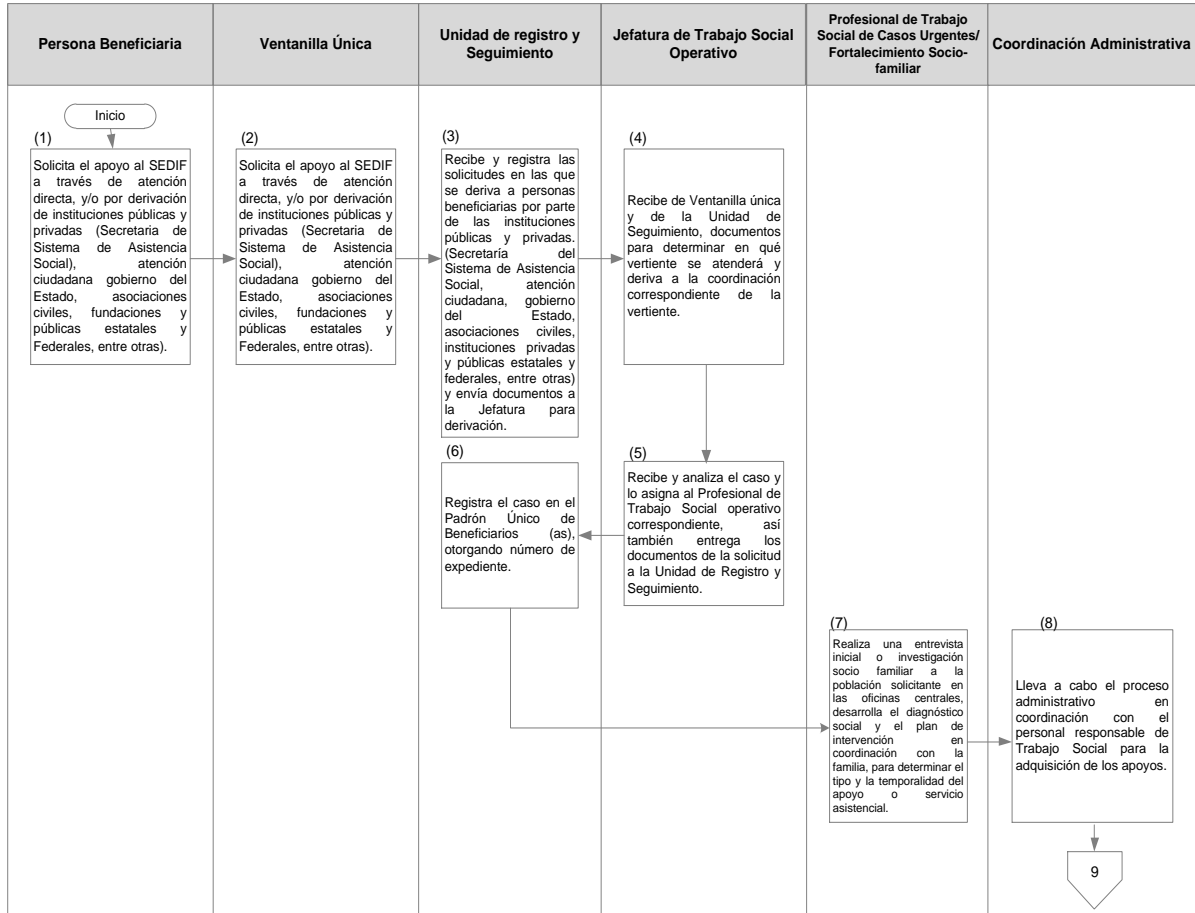 Persona Beneficiaria
Ventanilla Única
Unidad de registro y
Seguimiento
Jefatura de Trabajo Social
Operativo
Profesional de Trabajo
Social de Casos Urgentes/
Fortalecimiento Socio-
familiar
Coordinación Administrativa
Inicio
(1)
Solicita el apoyo al SEDIF
a través de atención
directa, y/o por derivación
de instituciones públicas y
privadas (Secretaria de
Sistema de Asistencia
Social), atención
ciudadana gobierno del
Estado, asociaciones
civiles, fundaciones y
públicas estatales y
Federales, entre otras).
(2)
Solicita el apoyo al SEDIF
a través de atención
directa, y/o por derivación
de instituciones públicas y
privadas (Secretaria de
Sistema de Asistencia
Social), atención
ciudadana gobierno del
Estado, asociaciones
civiles, fundaciones y
públicas estatales y
Federales, entre otras).
(3)
Recibe y registra las
solicitudes en las que
se deriva a personas
beneficiarias por parte
de las instituciones
públicas y privadas.
(Secretaría del
Sistema de Asistencia
Social, atención
ciudadana, gobierno
del Estado,
asociaciones civiles,
instituciones privadas
y públicas estatales y
federales, entre otras)
y envía documentos a
la Jefatura para
derivación.
(4)
Recibe de Ventanilla única
y de la Unidad de
Seguimiento, documentos
para determinar en qué
vertiente se atenderá y
deriva a la coordinación
correspondiente de la
vertiente.
(5)
Recibe y analiza el caso y
lo asigna al Profesional de
Trabajo Social operativo
correspondiente, así
también entrega los
documentos de la solicitud
a la Unidad de Registro y
Seguimiento.
(6)
Registra el caso en el
Padrón Único de
Beneficiarios (as),
otorgando número de
expediente.
(7)
Realiza una entrevista
inicial o investigación
socio familiar a la
población solicitante en
las oficinas centrales,
desarrolla el diagnóstico
social y el plan de
intervención en
coordinación con la
familia, para determinar el
tipo y la temporalidad del
apoyo o servicio
asistencial.
(8)
Lleva a cabo el proceso
administrativo en
coordinación con el
personal responsable de
Trabajo Social para la
adquisición de los apoyos.
9